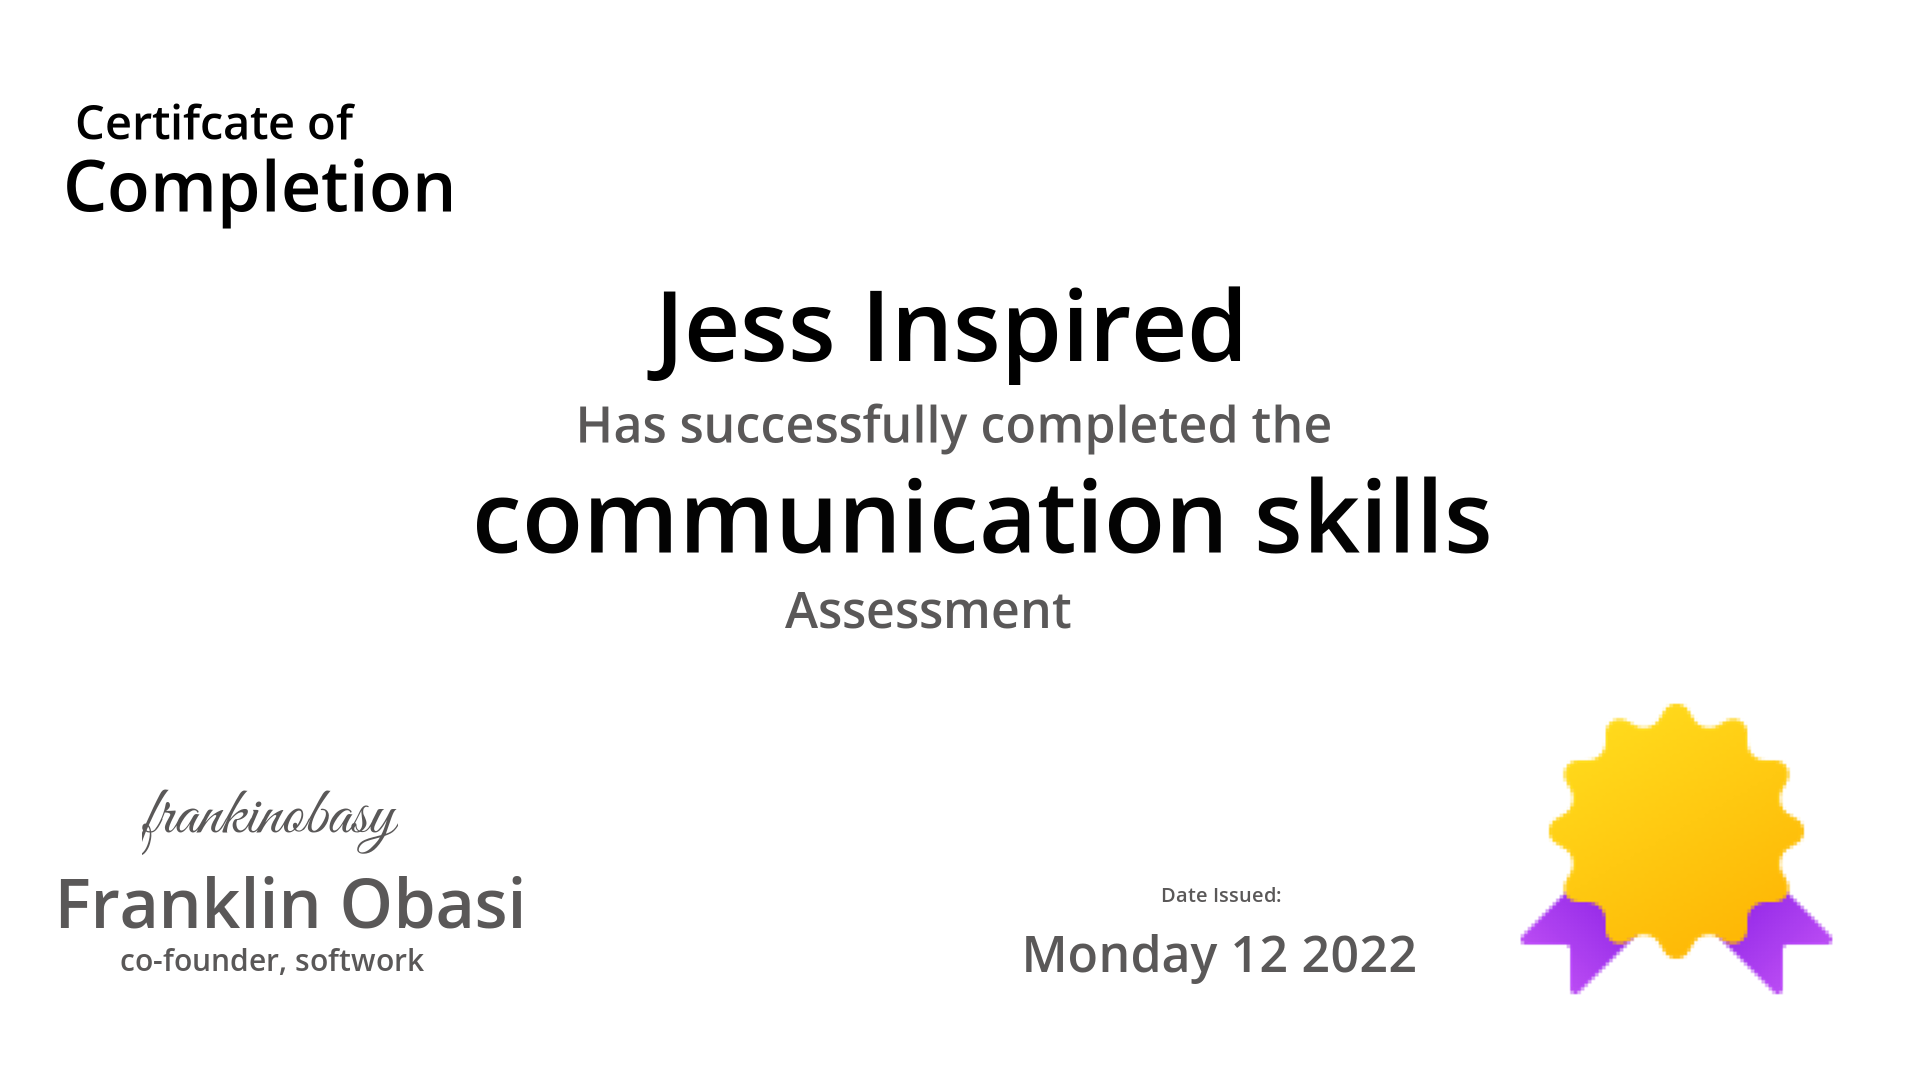 Certifcate of
Completion
Jess Inspired
Has successfully completed the
communication skills
Assessment
frankinobasy
Franklin Obasi
co-founder, softwork
Date Issued:
Monday 12 2022